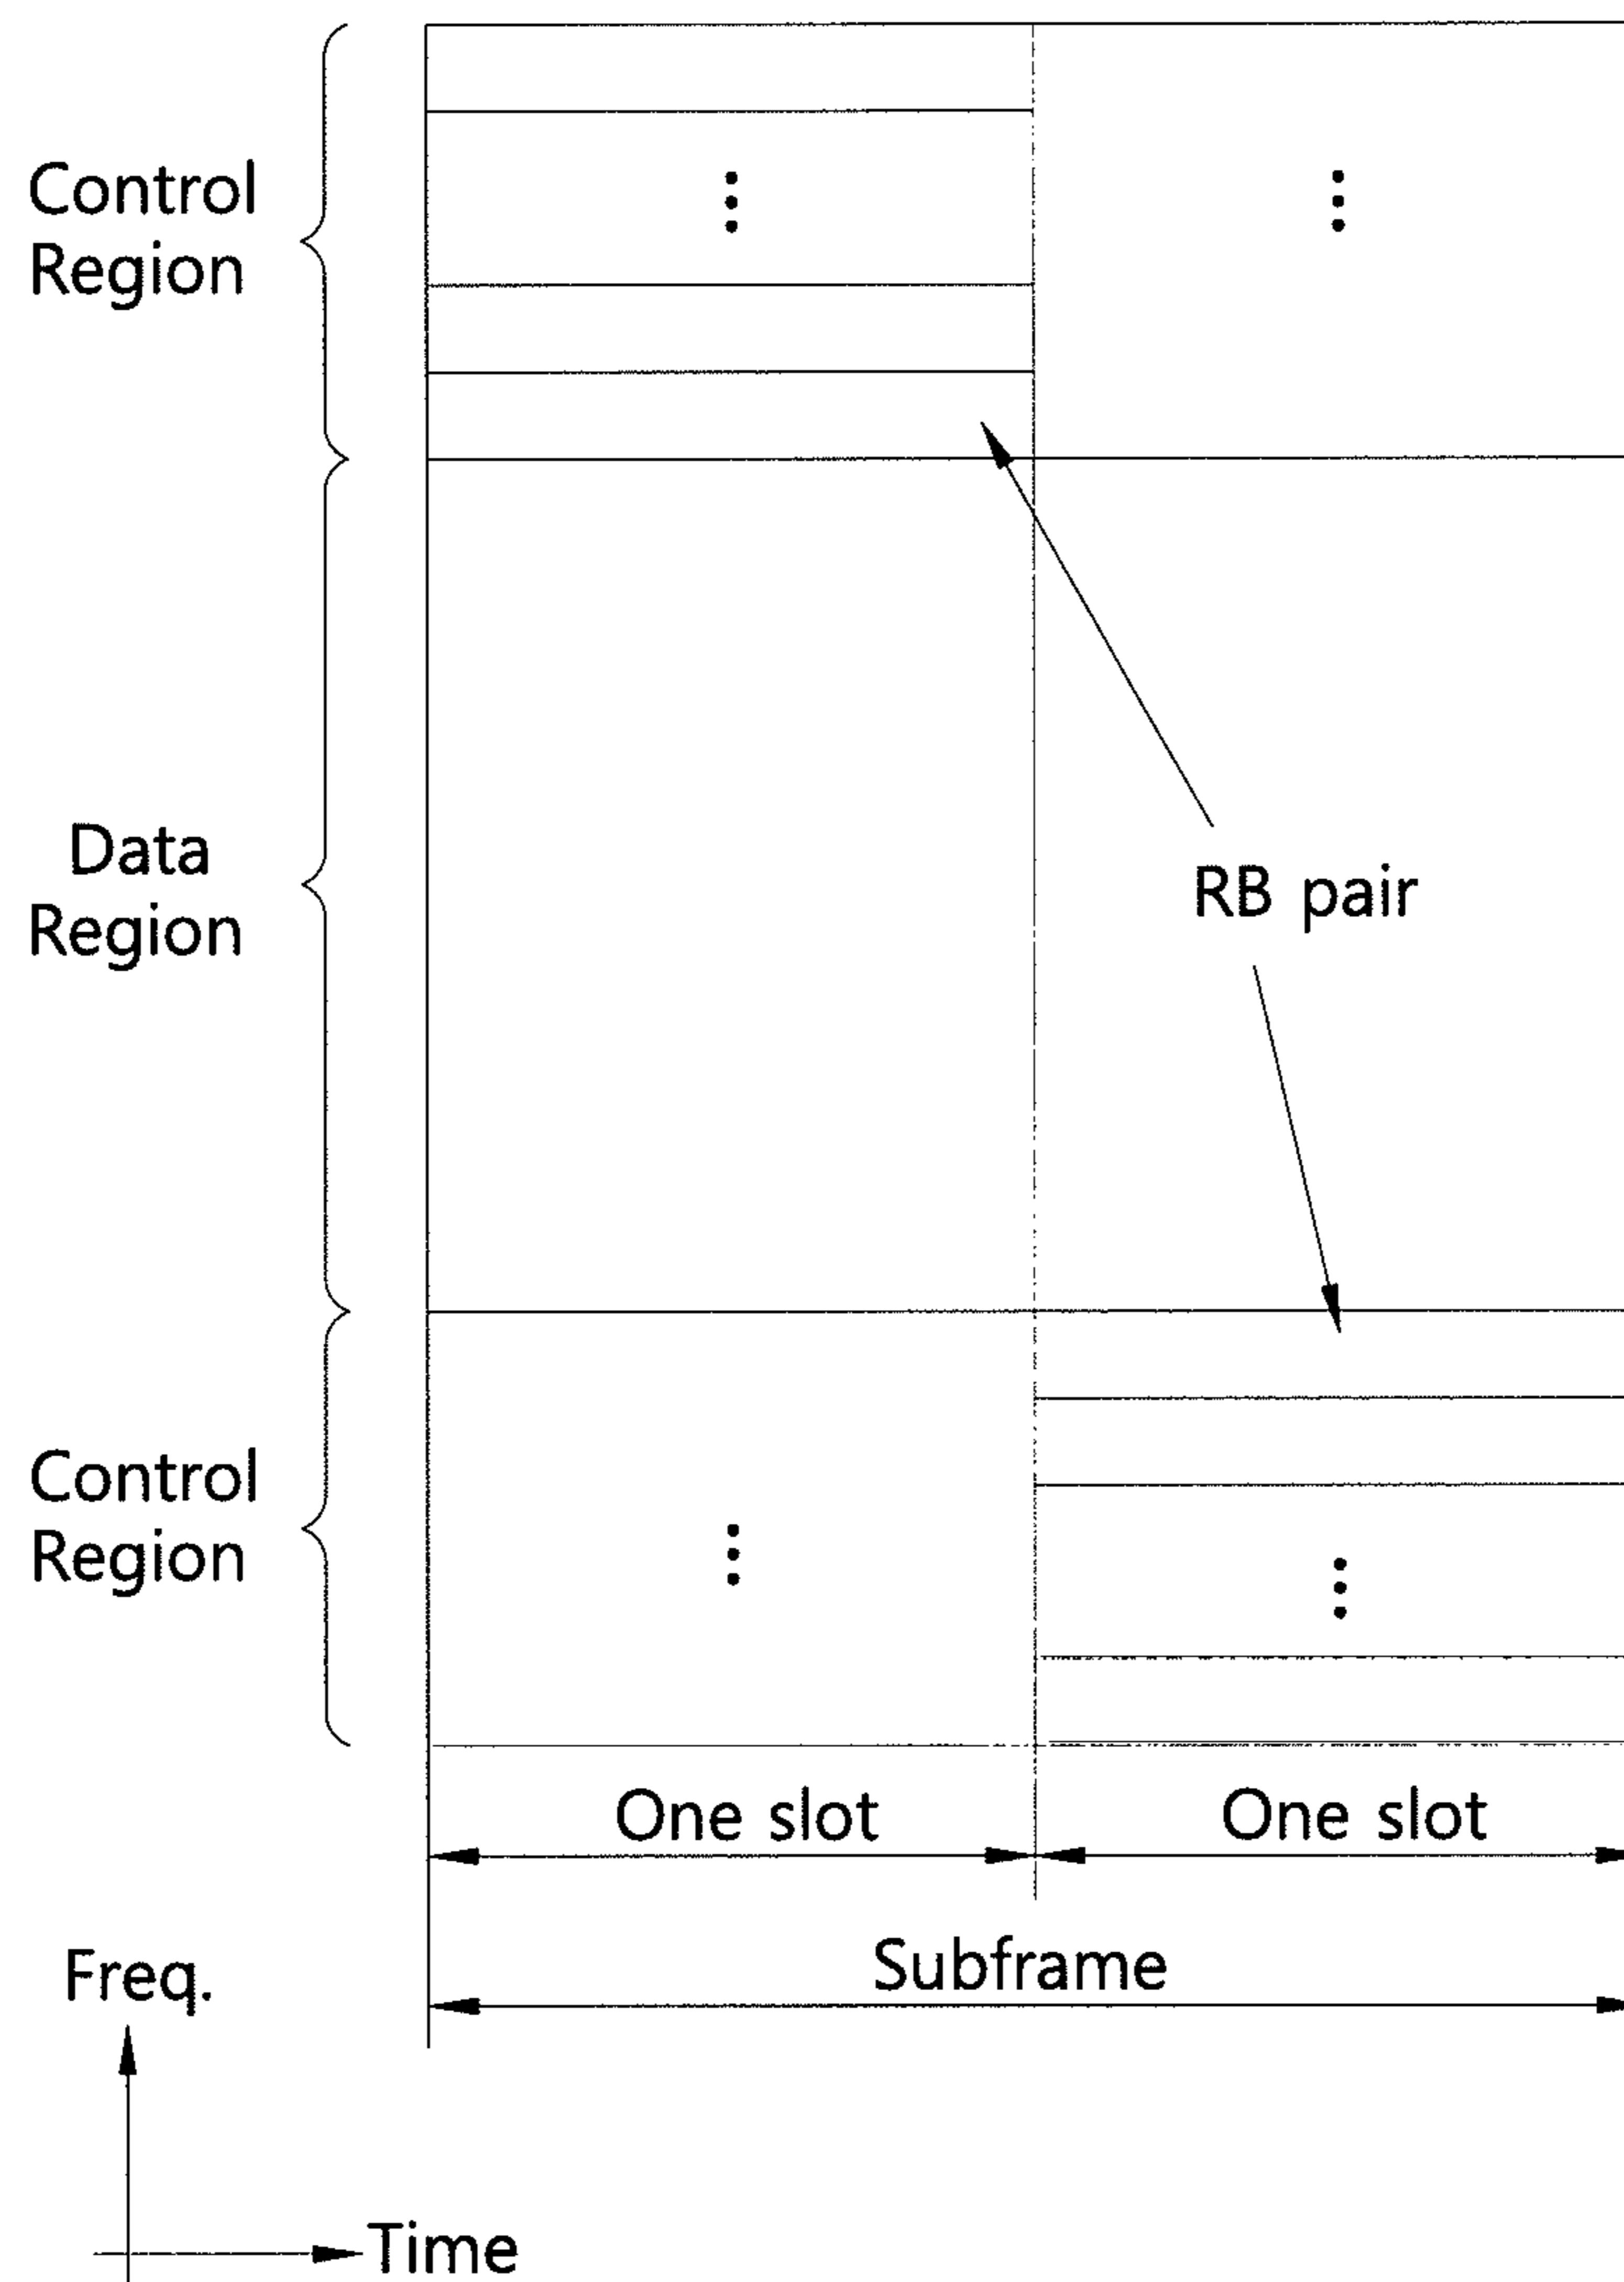 Control
Region
Data
Region
RB pair
Control
Region
One slot
One slot
Subframe
Freq.
Time